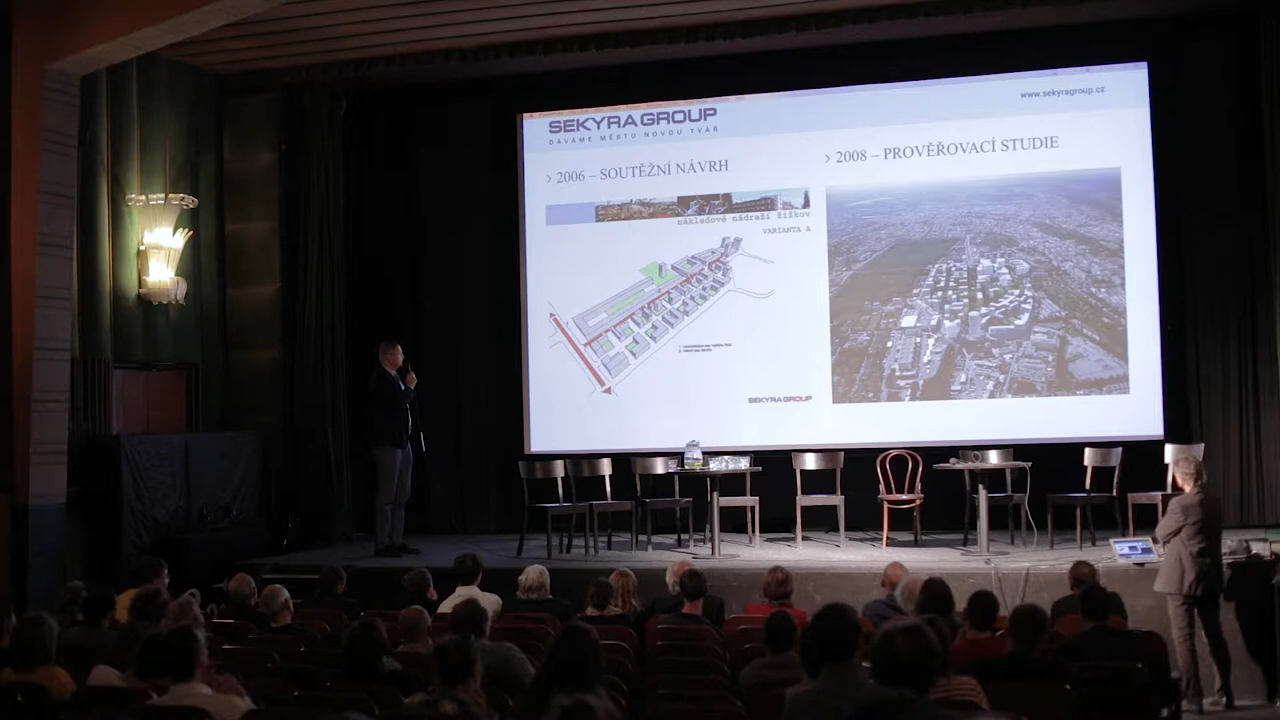 SEKYRA GROUP
DÁVÁME MĚSTU NOVOU TVÁŘ
www.sekyragroup.cz
> 2006 – SOUTĚŽNÍ NÁVRH
nákladové nádraží žižkov
VARIANTA A
SEKYRA GROUP
> 2008 – PROVĚŘOVACÍ STUDIE